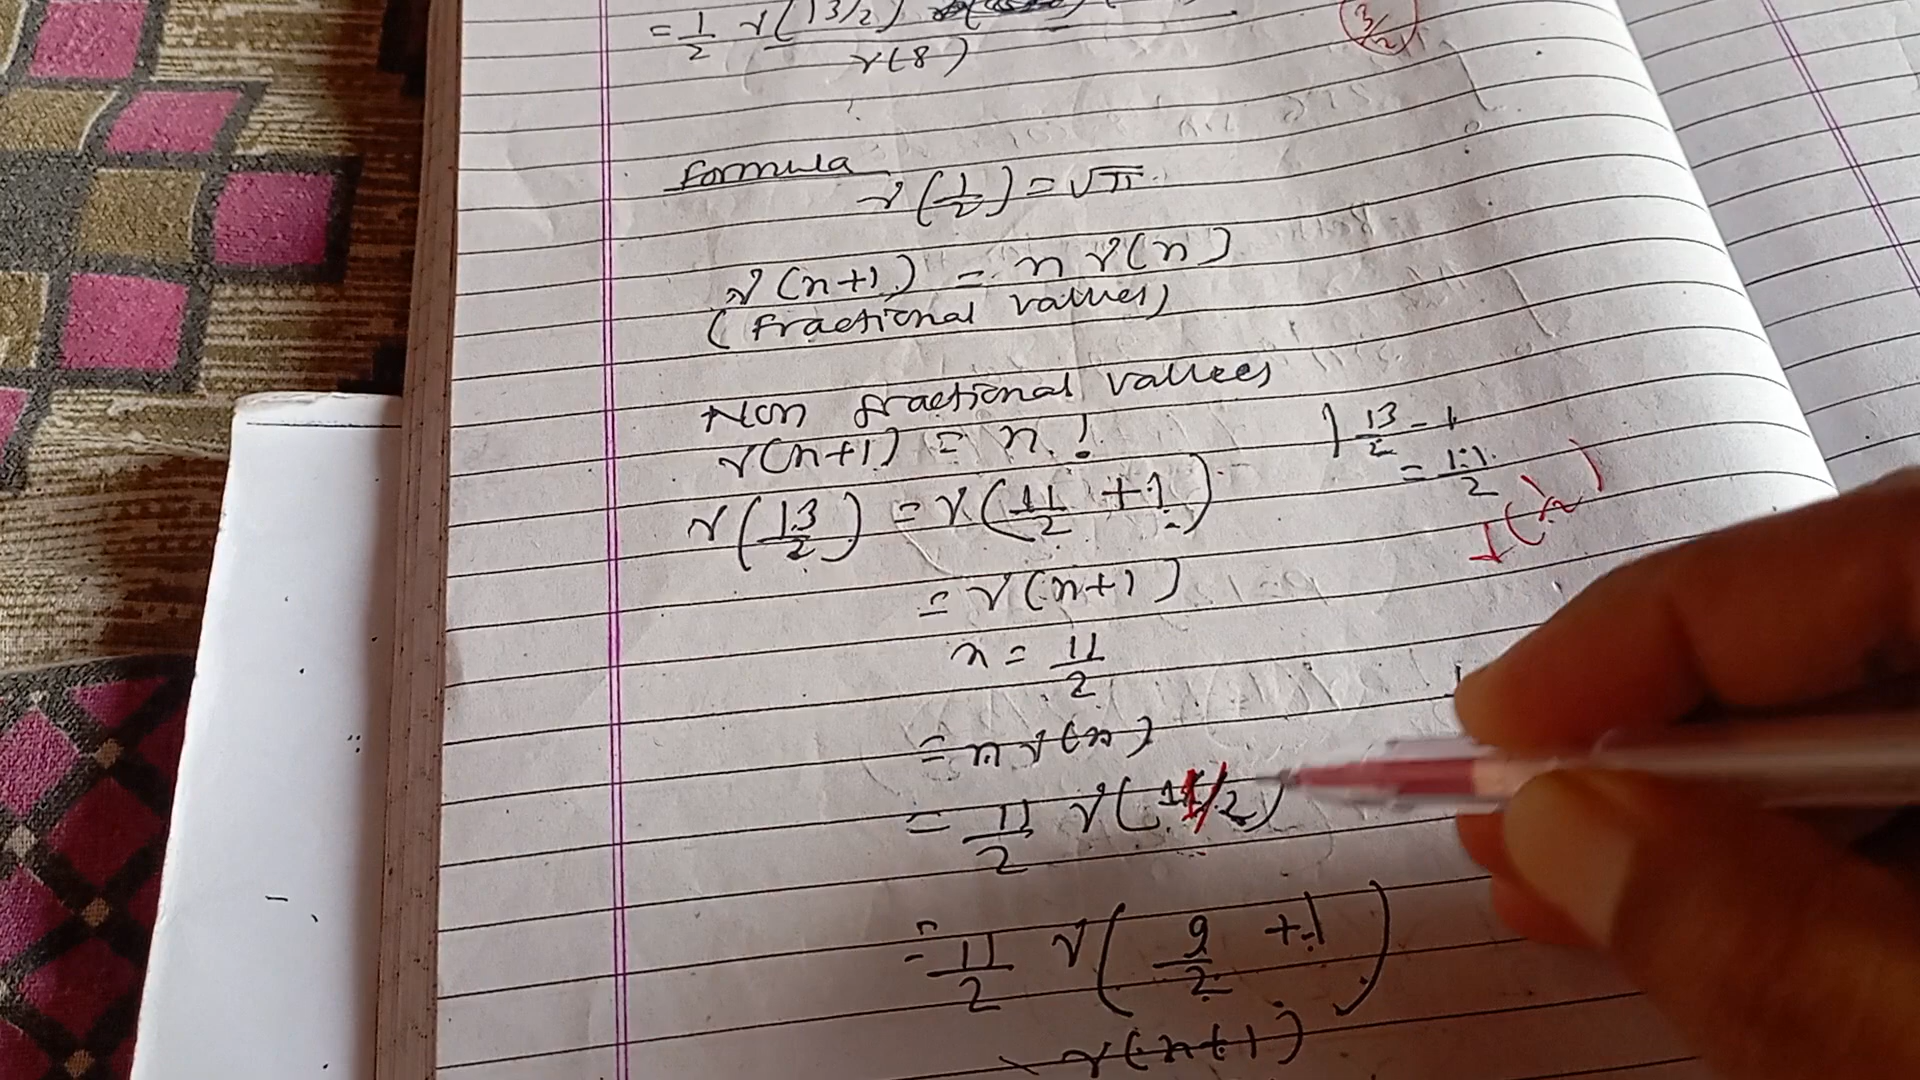 = 1/2 γ(13/2)
γ(8)
3/2
formula
γ(1/2) = √π
γ(n+1) = n γ(n)
(fractional values)
Non fractional vallees
γ(n+1) = n!
13/2 - 1
= 11/2
γ(13/2) = γ(11/2 + 1)
= γ(n+1)
n = 11/2
= n γ(n)
= 11/2 γ(11/2)
= 11/2 γ(9/2 + 1)
γ(n+1)